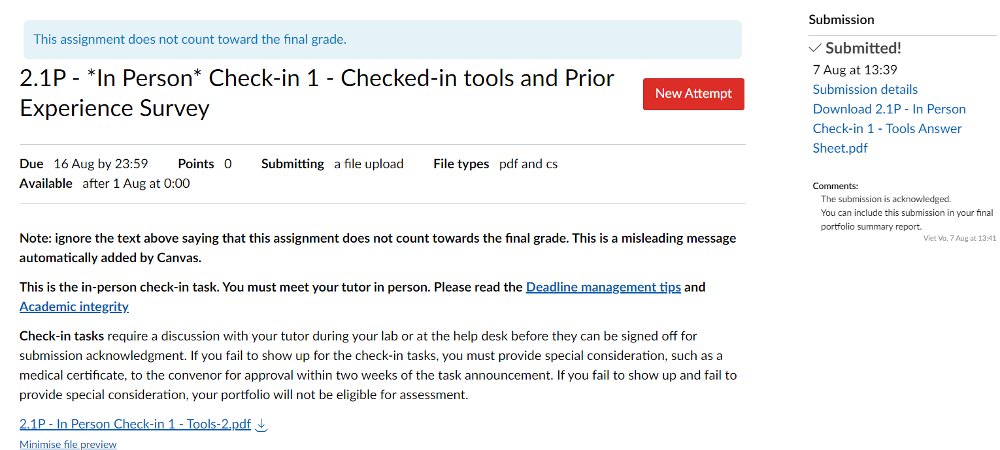 This assignment does not count toward the final grade.
2.1P - *In Person* Check-in 1 - Checked-in tools and Prior
Experience Survey
New Attempt
Due 16 Aug by 23:59 Points 0 Submitting a file upload File types pdf and cs
Available after 1 Aug at 0:00
Note: ignore the text above saying that this assignment does not count towards the final grade. This is a misleading message
automatically added by Canvas.
This is the in-person check-in task. You must meet your tutor in person. Please read the Deadline management tips and
Academic integrity
Check-in tasks require a discussion with your tutor during your lab or at the help desk before they can be signed off for
submission acknowledgment. If you fail to show up for the check-in tasks, you must provide special consideration, such as a
medical certificate, to the convenor for approval within two weeks of the task announcement. If you fail to show up and fail to
provide special consideration, your portfolio will not be eligible for assessment.
2.1P - In Person Check-in 1 - Tools-2.pdf
Minimise file preview
Submission
Submitted!
7 Aug at 13:39
Submission details
Download 2.1P - In Person
Check-in 1 - Tools Answer
Sheet.pdf
Comments:
The submission is acknowledged.
You can include this submission in your final
portfolio summary report.
Viet Vo, 7 Aug at 13:41